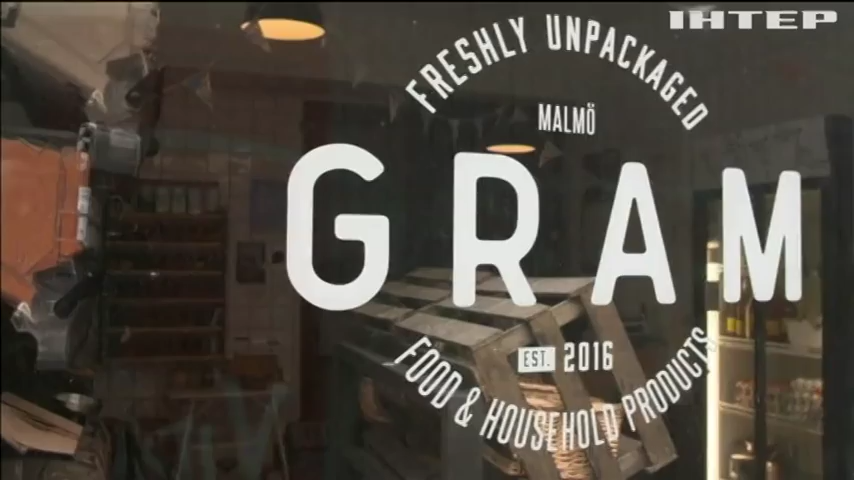 ІНТЕР
FRESHLY UNPACKAGED
MALMÖ
GRAM
EST. 2016
FOOD & HOUSEHOLD PRODUCTS